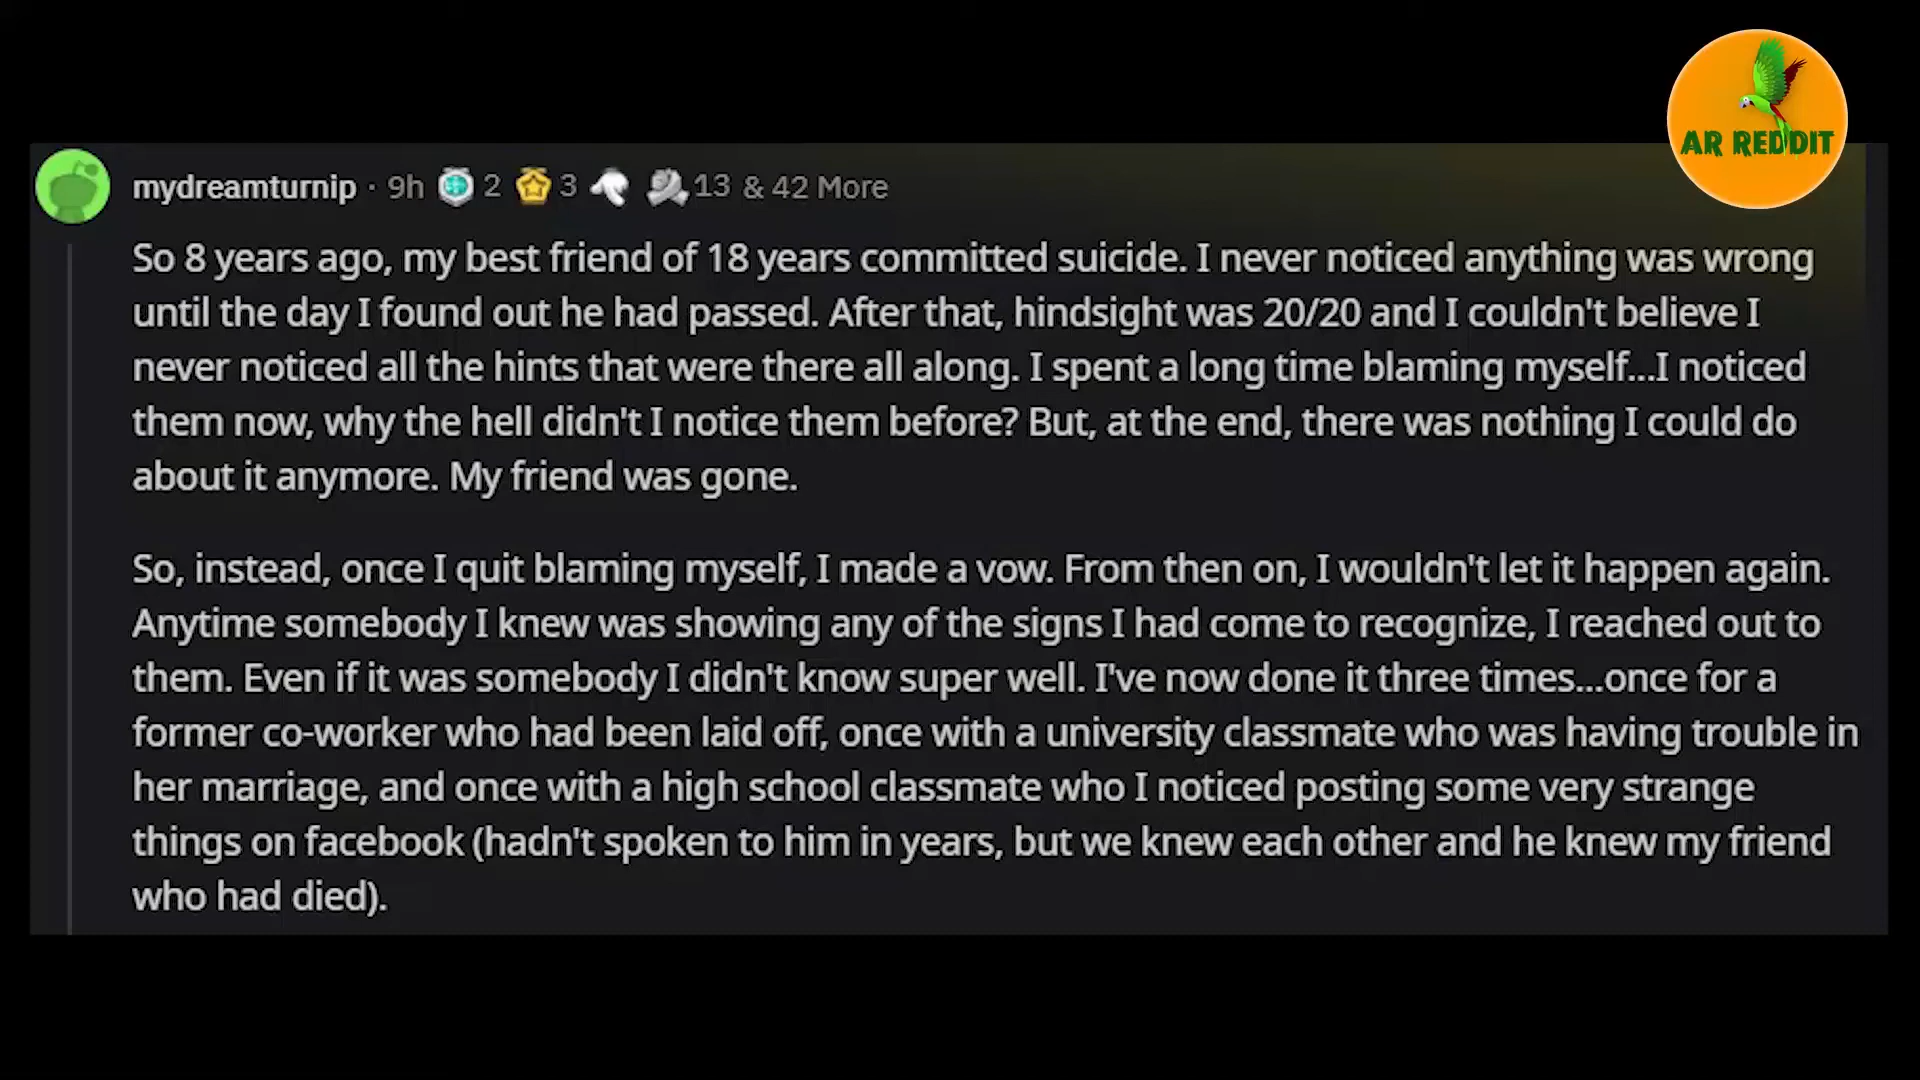 AR REDDIT
mydreamturnip · 9h 2 3 13 & 42 More
So 8 years ago, my best friend of 18 years committed suicide. I never noticed anything was wrong
until the day I found out he had passed. After that, hindsight was 20/20 and I couldn't believe I
never noticed all the hints that were there all along. I spent a long time blaming myself...I noticed
them now, why the hell didn't I notice them before? But, at the end, there was nothing I could do
about it anymore. My friend was gone.
So, instead, once I quit blaming myself, I made a vow. From then on, I wouldn't let it happen again.
Anytime somebody I knew was showing any of the signs I had come to recognize, I reached out to
them. Even if it was somebody I didn't know super well. I've now done it three times...once for a
former co-worker who had been laid off, once with a university classmate who was having trouble in
her marriage, and once with a high school classmate who I noticed posting some very strange
things on facebook (hadn't spoken to him in years, but we knew each other and he knew my friend
who had died).